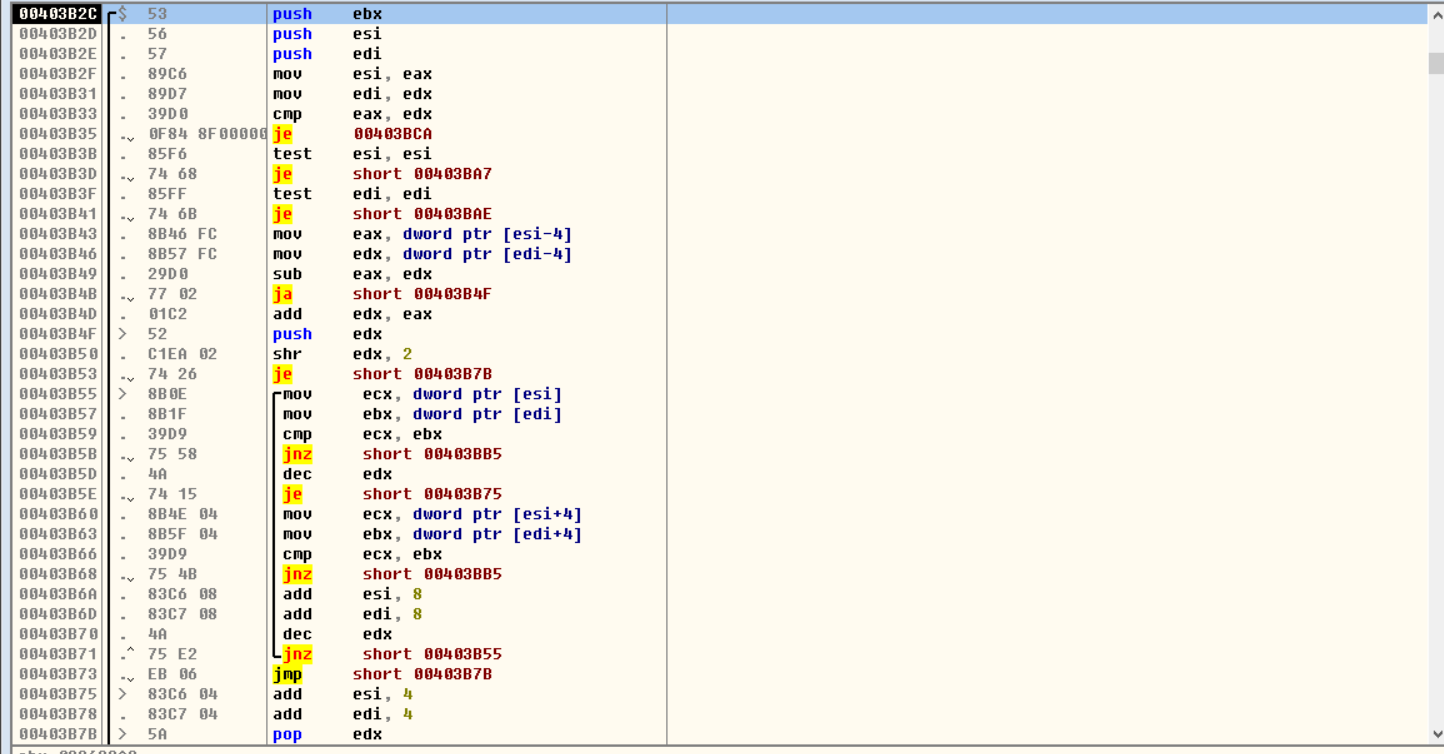 00403B2C $ 53 push ebx
00403B2D . 56 push esi
00403B2E . 57 push edi
00403B2F . 89C6 mov esi, eax
00403B31 . 89D7 mov edi, edx
00403B33 . 39D0 cmp eax, edx
00403B35 .. 0F84 8F00000 je 00403BCA
00403B3B . 85F6 test esi, esi
00403B3D .. 74 68 je short 00403BA7
00403B3F . 85FF test edi, edi
00403B41 .. 74 6B je short 00403BAE
00403B43 . 8B46 FC mov eax, dword ptr [esi-4]
00403B46 . 8B57 FC mov edx, dword ptr [edi-4]
00403B49 . 29D0 sub eax, edx
00403B4B .. 77 02 ja short 00403B4F
00403B4D . 01C2 add edx, eax
00403B4F > 52 push edx
00403B50 . C1EA 02 shr edx, 2
00403B53 .. 74 26 je short 00403B7B
00403B55 > 8B0E mov ecx, dword ptr [esi]
00403B57 . 8B1F mov ebx, dword ptr [edi]
00403B59 . 39D9 cmp ecx, ebx
00403B5B .. 75 58 jnz short 00403BB5
00403B5D . 4A dec edx
00403B5E .. 74 15 je short 00403B75
00403B60 . 8B4E 04 mov ecx, dword ptr [esi+4]
00403B63 . 8B5F 04 mov ebx, dword ptr [edi+4]
00403B66 . 39D9 cmp ecx, ebx
00403B68 .. 75 4B jnz short 00403BB5
00403B6A . 83C6 08 add esi, 8
00403B6D . 83C7 08 add edi, 8
00403B70 . 4A dec edx
00403B71 .^ 75 E2 jnz short 00403B55
00403B73 .. EB 06 jmp short 00403B7B
00403B75 > 83C6 04 add esi, 4
00403B78 . 83C7 04 add edi, 4
00403B7B > 5A pop edx